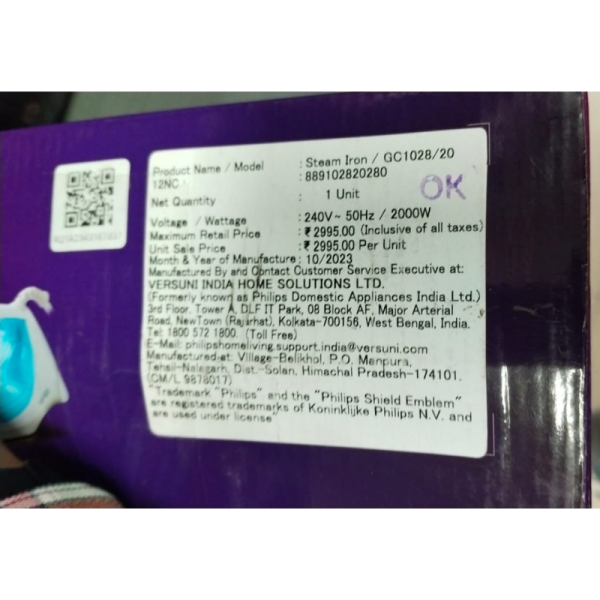 Product Name / Model : Steam Iron / GC1028/20
12NC : 889102820280
Net Quantity : 1 Unit
OK
Voltage / Wattage : 240V~ 50Hz / 2000W
Maximum Retail Price : ₹ 2995.00 (Inclusive of all taxes)
Unit Sale Price : ₹ 2995.00 Per Unit
Month & Year of Manufacture : 10/2023
Manufactured By and Contact Customer Service Executive at:
VERSUNI INDIA HOME SOLUTIONS LTD.
(Formerly known as Philips Domestic Appliances India Ltd.)
3rd Floor, Tower A, DLF IT Park, 08 Block AF, Major Arterial
Road, NewTown (Rajarhat), Kolkata-700156, West Bengal, India.
Tel: 1800 572 1800. (Toll Free)
E-Mail: philipshomeliving.support.india@versuni.com
Manufactured at: Village-Belikhol, P.O. Manpura,
Tehsil-Nalagarh, Dist.-Solan, Himachal Pradesh-174101.
(CM/L 9878017)
"Trademark "Philips" and the "Philips Shield Emblem"
are registered trademarks of Koninklijke Philips N.V. and
are used under license"